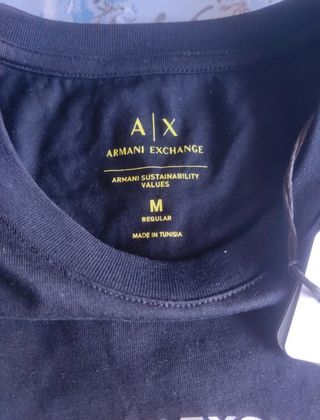 A|X
ARMANI EXCHANGE
ARMANI SUSTAINABILITY
VALUES
M
REGULAR
MADE IN TUNISIA